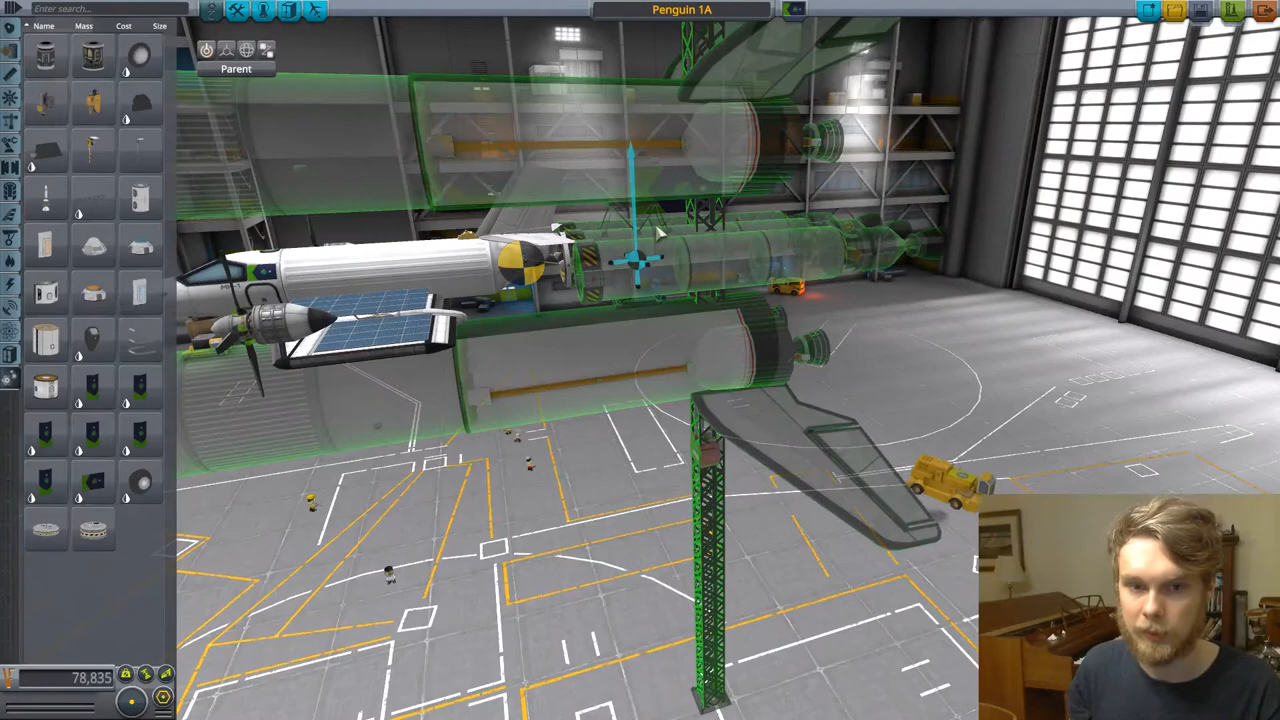 Enter search...
Penguin 1A
Name Mass Cost Size
Parent
78,835